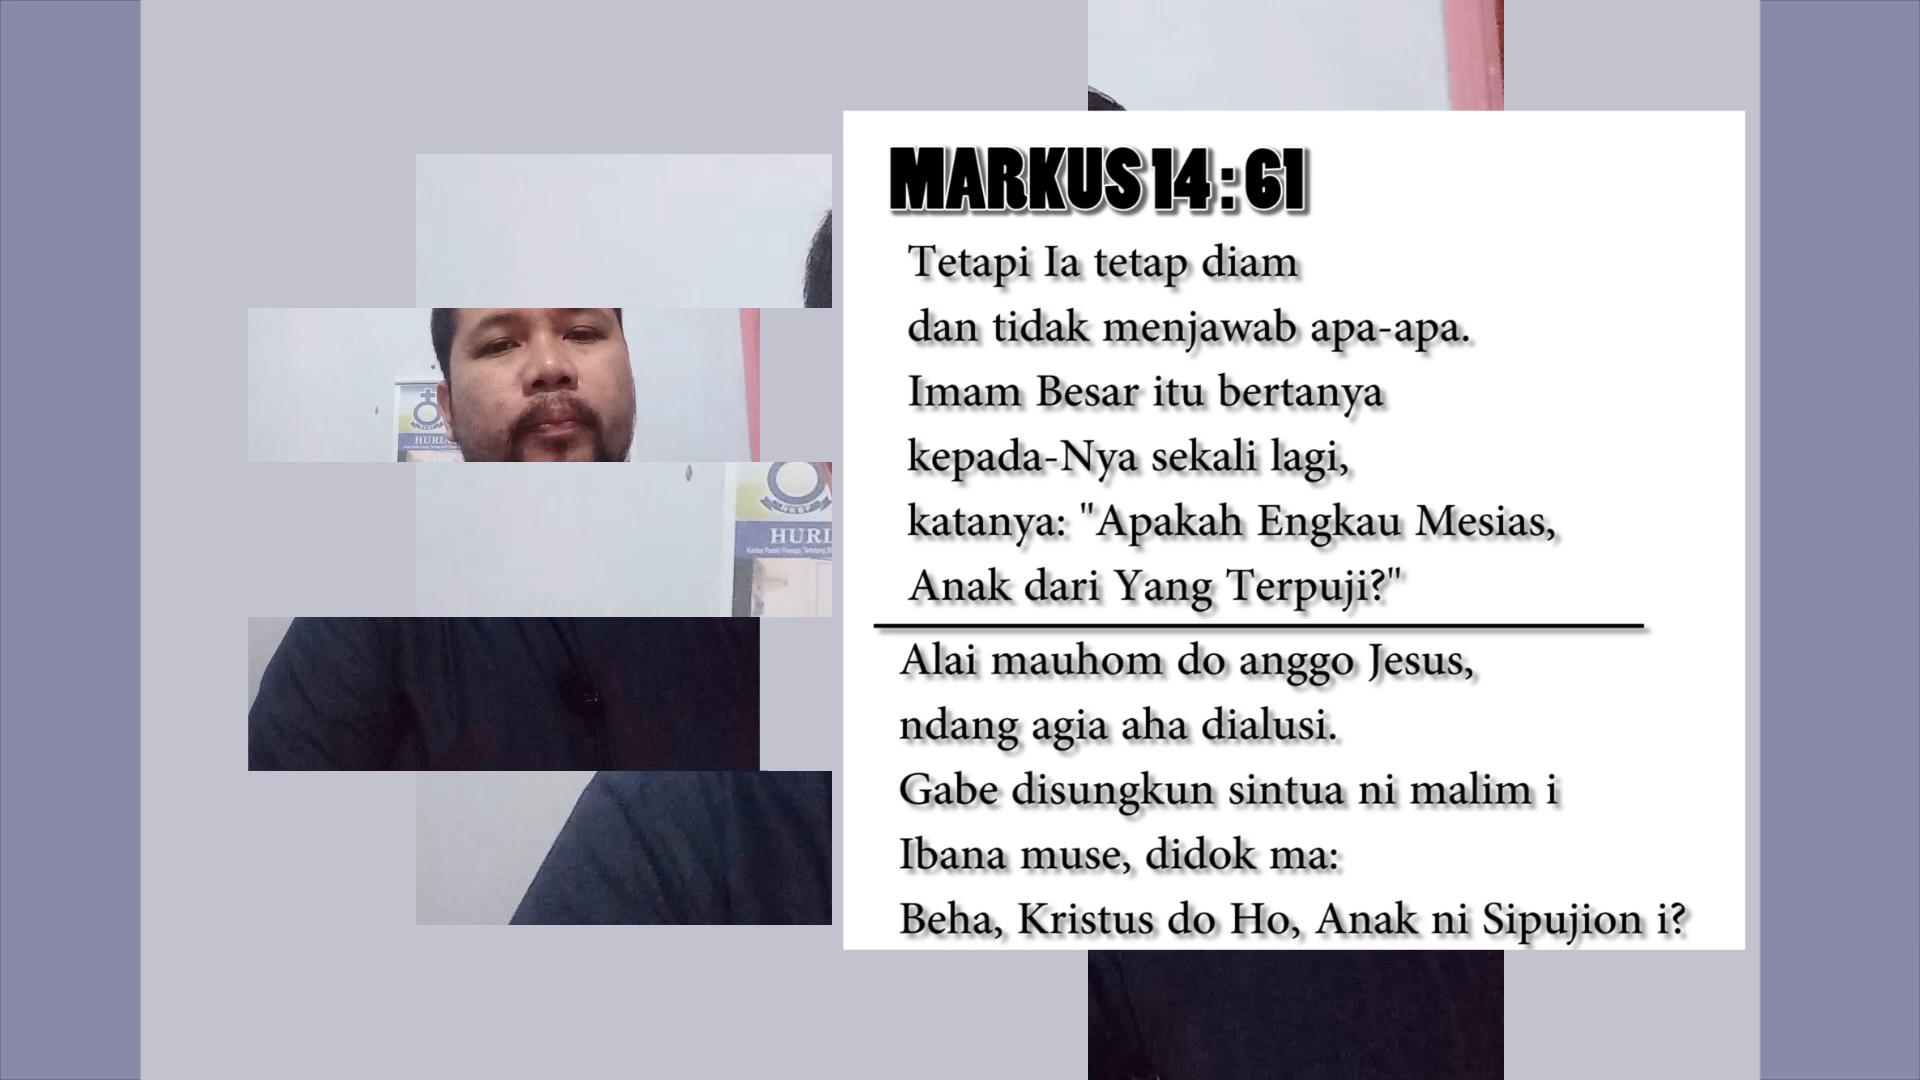 MARKUS 14 : 61
Tetapi Ia tetap diam
dan tidak menjawab apa-apa.
Imam Besar itu bertanya
kepada-Nya sekali lagi,
katanya: "Apakah Engkau Mesias,
Anak dari Yang Terpuji?"
Alai mauhom do anggo Jesus,
ndang agia aha dialusi.
Gabe disungkun sintua ni malim i
Ibana muse, didok ma:
Beha, Kristus do Ho, Anak ni Sipujion i?
HURIA
HKBP
HURI